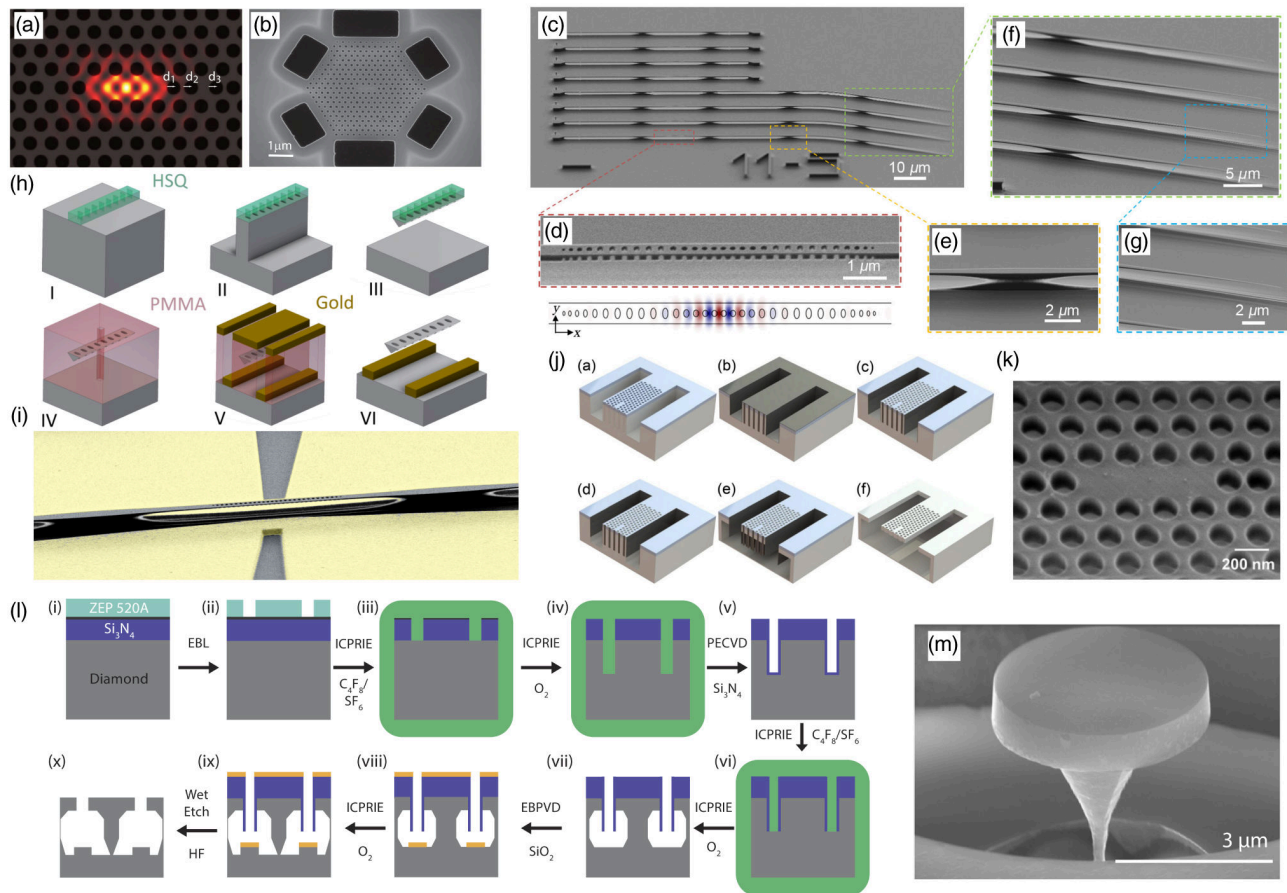 (a)
d₁ d₂ d₃
(b)
1μm
(c)
10 μm
(f)
5 μm
(h)
HSQ
I
II
III
PMMA
Gold
IV
V
VI
(d)
1 μm
y
x
(e)
2 μm
(g)
2 μm
(i)
(j)
(a)
(b)
(c)
(d)
(e)
(f)
(k)
200 nm
(l)
(i)
ZEP 520A
Si₃N₄
Diamond
EBL
(ii)
ICPRIE
C₄F₈/
SF₆
(iii)
ICPRIE
O₂
(iv)
PECVD
Si₃N₄
(v)
ICPRIE
C₄F₈/SF₆
(vi)
ICPRIE
O₂
(vii)
EBPVD
SiO₂
(viii)
ICPRIE
O₂
(ix)
Wet
Etch
HF
(x)
(m)
3 μm